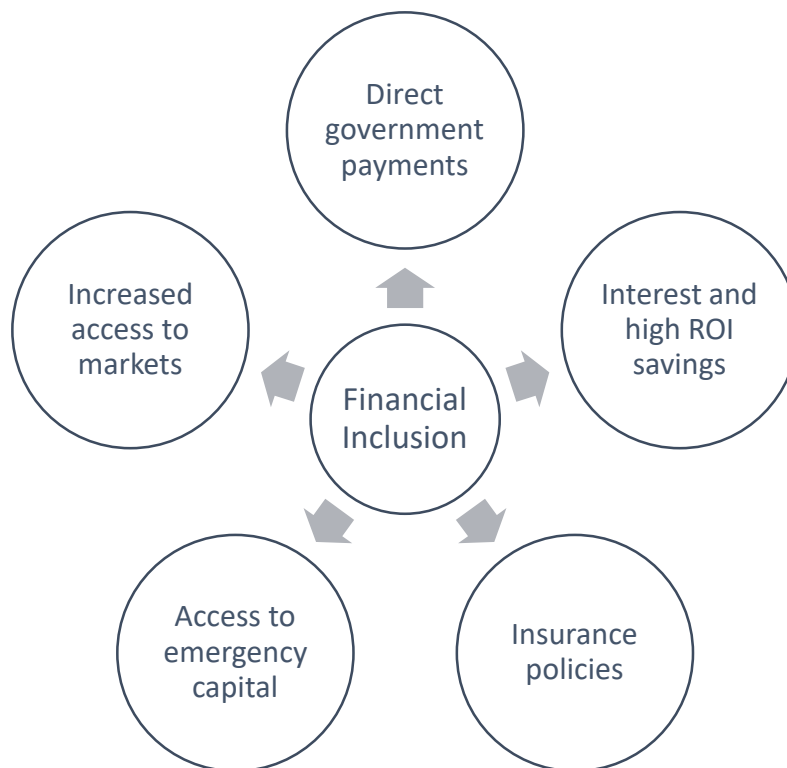 Direct
government
payments
Increased
access to
markets
Interest and
high ROI
savings
Financial
Inclusion
Access to
emergency
capital
Insurance
policies